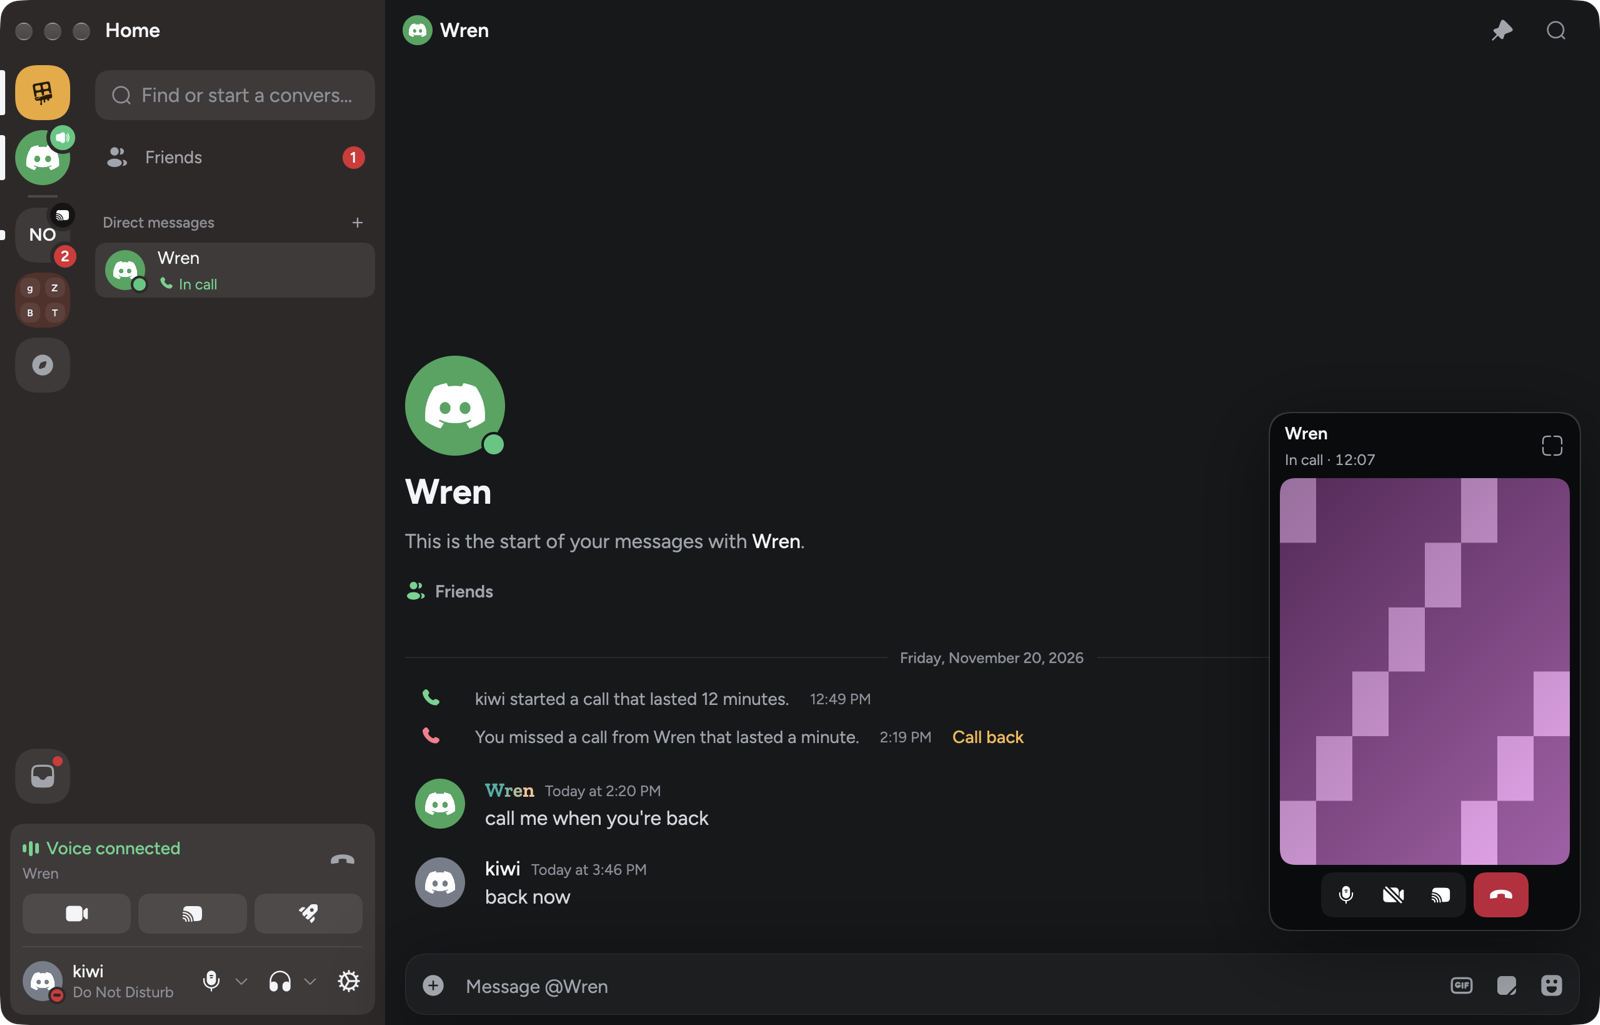 Home
Wren
Find or start a convers...
Friends
1
Direct messages
+
NO
2
Wren
In call
g Z
B T
Wren
This is the start of your messages with Wren.
Friends
Friday, November 20, 2026
kiwi started a call that lasted 12 minutes. 12:49 PM
You missed a call from Wren that lasted a minute. 2:19 PM Call back
Wren Today at 2:20 PM
call me when you're back
kiwi Today at 3:46 PM
back now
Wren
In call · 12:07
Voice connected
Wren
kiwi
Do Not Disturb
Message @Wren
GIF